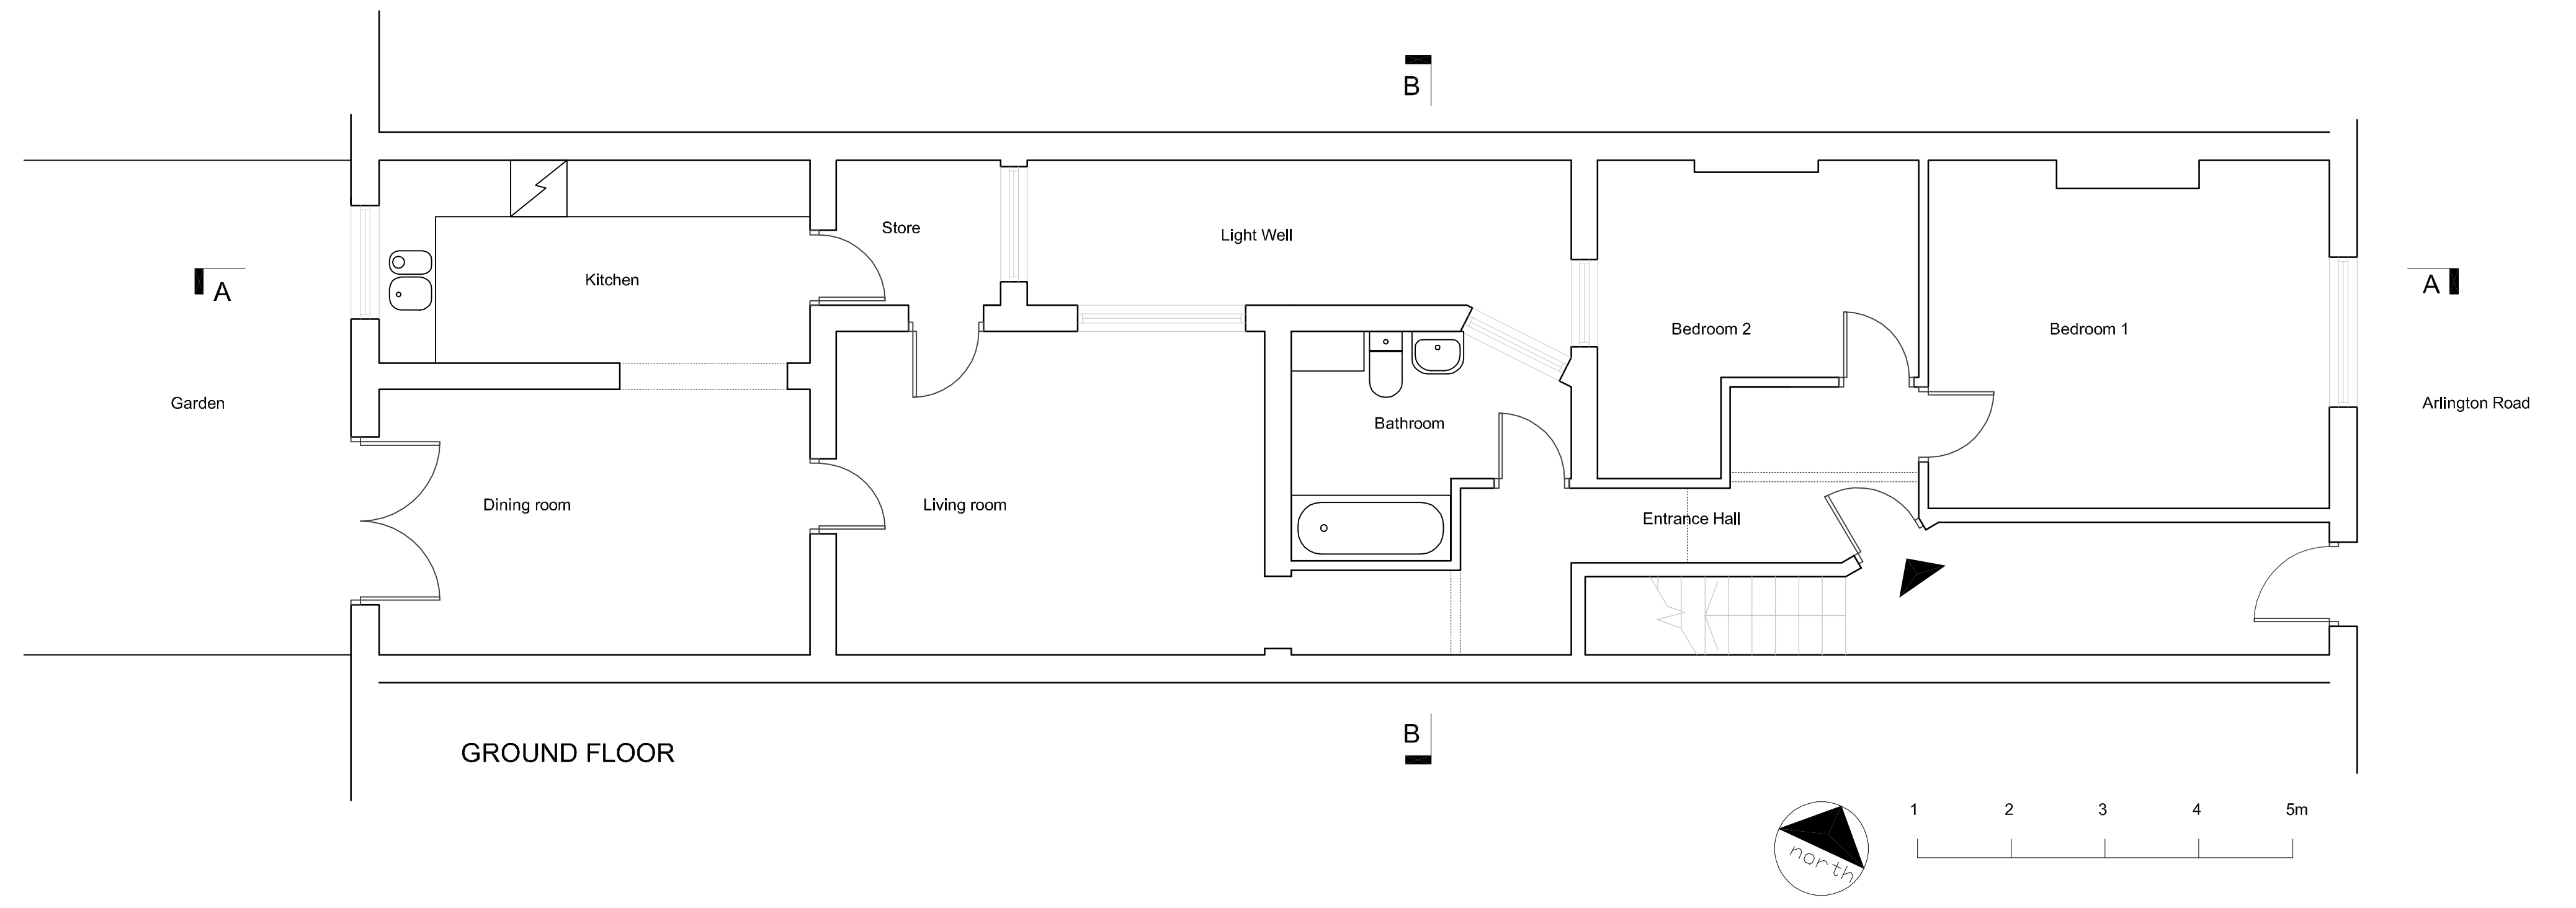 B
Store
Light Well
Kitchen
A
A
Bedroom 2
Bedroom 1
Garden
Arlington Road
Bathroom
Dining room
Living room
Entrance Hall
B
GROUND FLOOR
1 2 3 4 5m
north